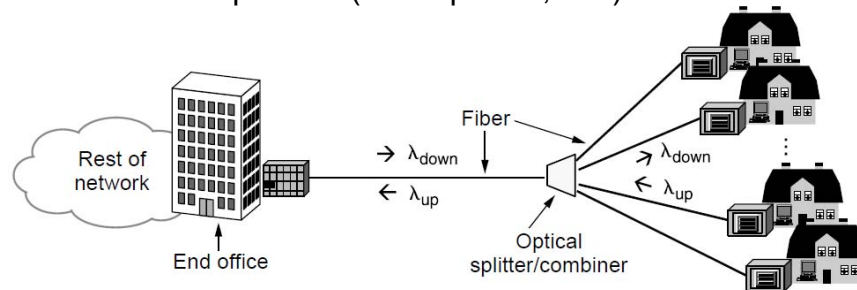 Rest of
network
End office
→ λdown
← λup
Fiber
Optical
splitter/combiner
→ λdown
← λup